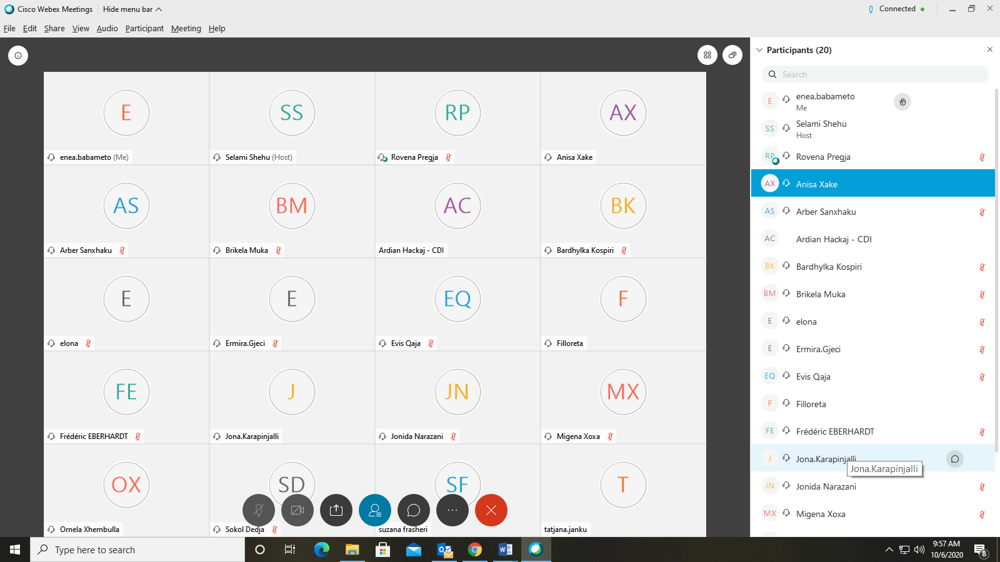 Cisco Webex Meetings
Hide menu bar
Connected
File Edit Share View Audio Participant Meeting Help
Participants (20)
Search
E
enea.babameto (Me)
SS
Selami Shehu (Host)
RP
Rovena Pregja
AX
Anisa Xake
AS
Arber Sanxhaku
BM
Brikela Muka
AC
Ardian Hackaj - CDI
BK
Bardhylka Kospiri
E
elona
E
Ermira.Gjeci
EQ
Evis Qaja
F
Filloreta
FE
Frédéric EBERHARDT
J
Jona.Karapinjalli
JN
Jonida Narazani
MX
Migena Xoxa
OX
Ornela Xhembulla
SD
Sokol Dedja
SF
suzana frasheri
T
tatjana.janku
E
enea.babameto
Me
SS
Selami Shehu
Host
RP
Rovena Pregja
AX
Anisa Xake
AS
Arber Sanxhaku
AC
Ardian Hackaj - CDI
BK
Bardhylka Kospiri
BM
Brikela Muka
E
elona
E
Ermira.Gjeci
EQ
Evis Qaja
F
Filloreta
FE
Frédéric EBERHARDT
J
Jona.Karapinjalli
Jona.Karapinjalli
JN
Jonida Narazani
MX
Migena Xoxa
Type here to search
9:57 AM
10/6/2020
8